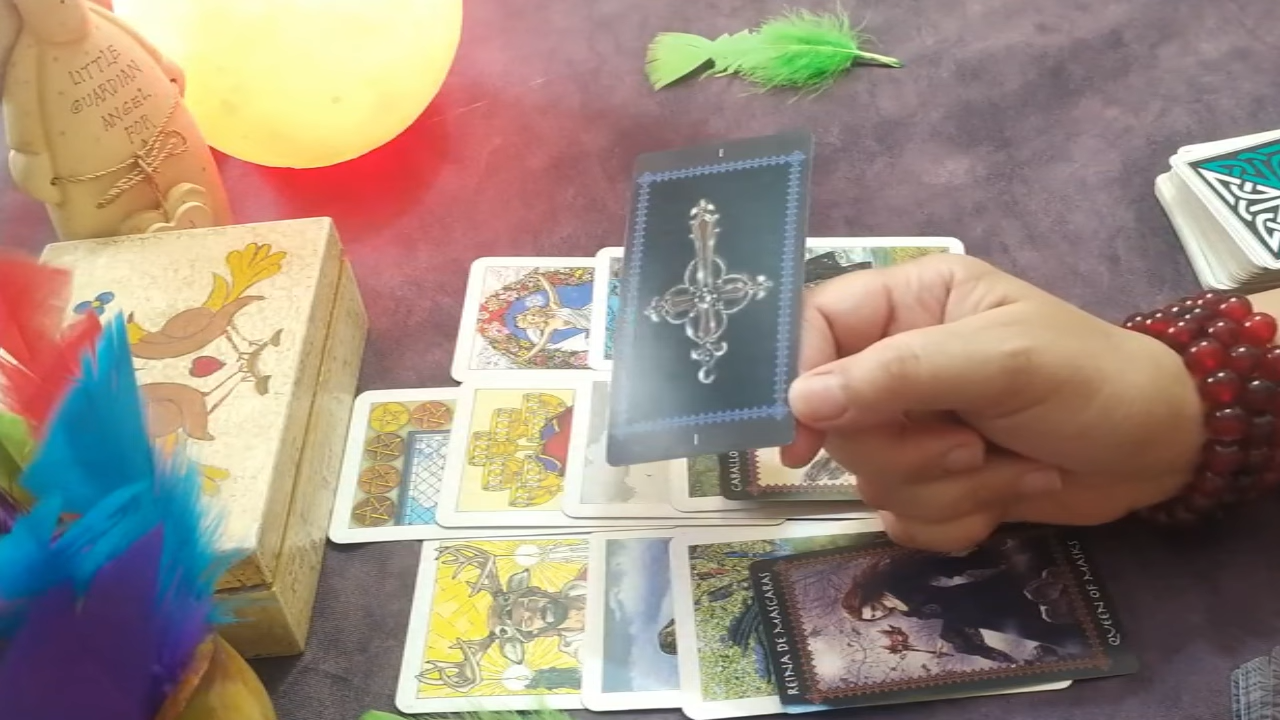 LITTLE
GUARDIAN
ANGEL
FOR
CABALLO
REINA DE MASCARAS
QUEEN OF MASKS